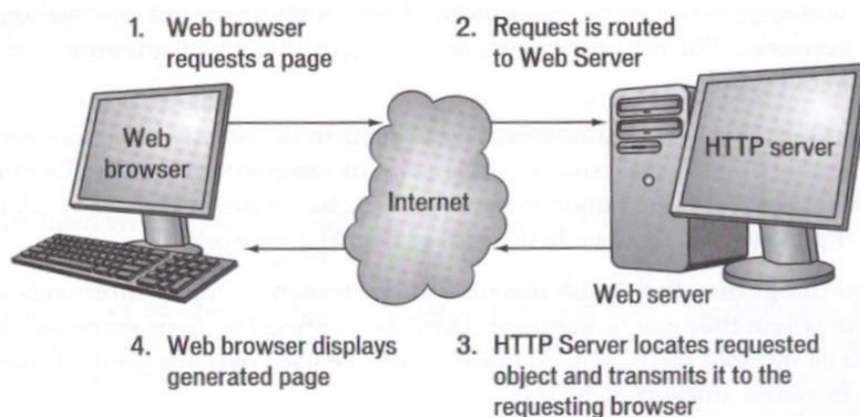 1. Web browser
requests a page
2. Request is routed
to Web Server
Web
browser
Internet
HTTP server
Web server
4. Web browser displays
generated page
3. HTTP Server locates requested
object and transmits it to the
requesting browser